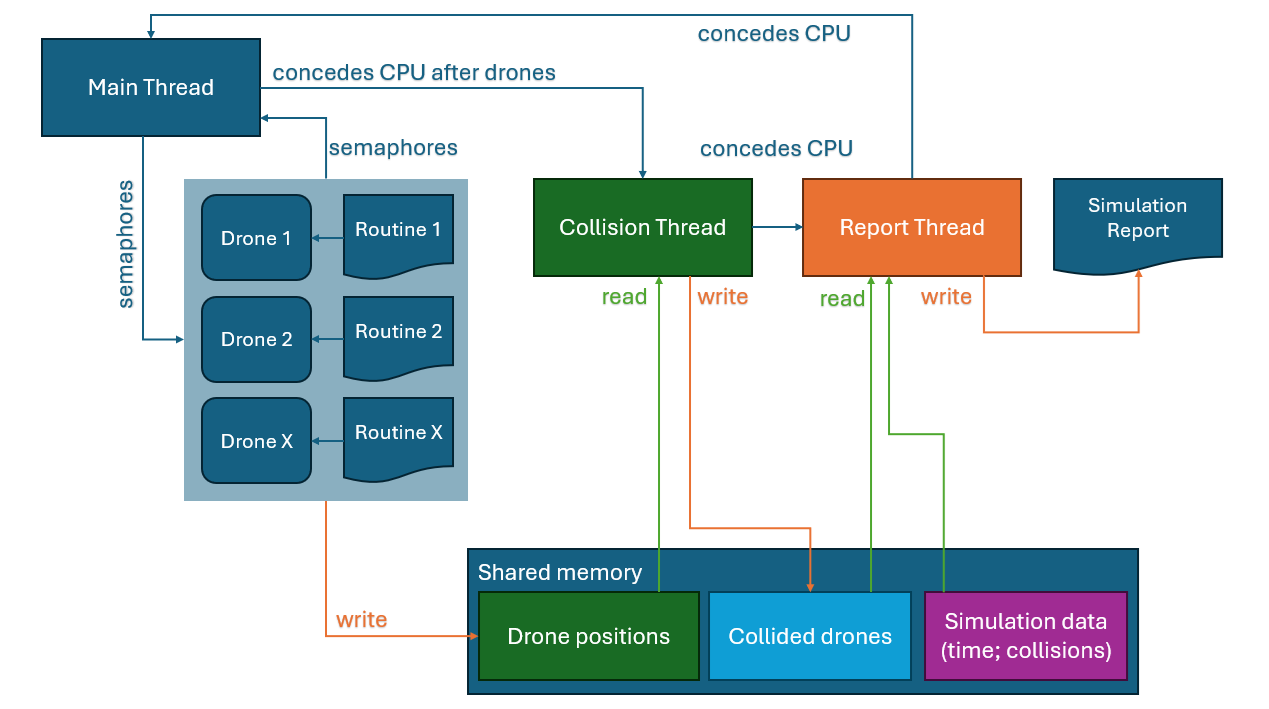 concedes CPU
Main Thread
concedes CPU after drones
semaphores
concedes CPU
semaphores
Drone 1
Routine 1
Drone 2
Routine 2
Drone X
Routine X
Collision Thread
Report Thread
Simulation
Report
read
write
read
write
write
Shared memory
Drone positions
Collided drones
Simulation data
(time; collisions)